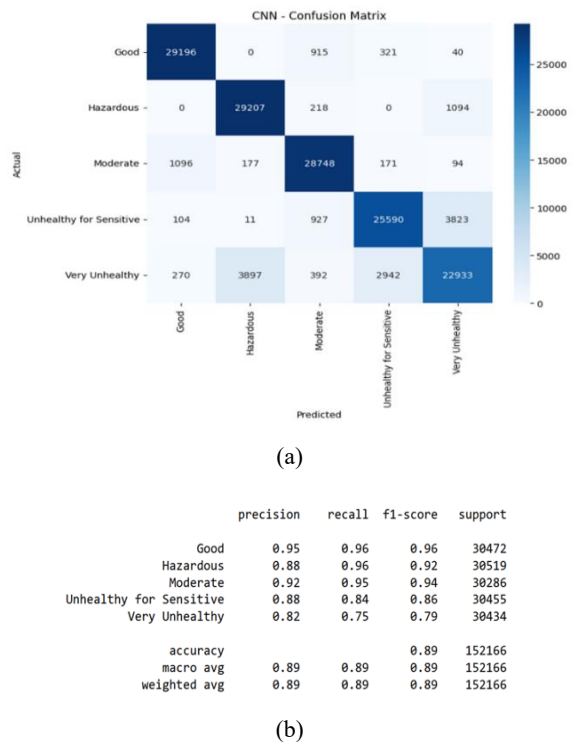 CNN - Confusion Matrix
Good 29196 0 915 321 40
Hazardous 0 29207 218 0 1094
Moderate 1096 177 28748 171 94
Unhealthy for Sensitive 104 11 927 25590 3823
Very Unhealthy 270 3897 392 2942 22933
Actual
Good Hazardous Moderate Unhealthy for Sensitive Very Unhealthy
Predicted
25000
20000
15000
10000
5000
0
(a)
precision recall f1-score support
Good 0.95 0.96 0.96 30472
Hazardous 0.88 0.96 0.92 30519
Moderate 0.92 0.95 0.94 30286
Unhealthy for Sensitive 0.88 0.84 0.86 30455
Very Unhealthy 0.82 0.75 0.79 30434
accuracy 0.89 152166
macro avg 0.89 0.89 0.89 152166
weighted avg 0.89 0.89 0.89 152166
(b)